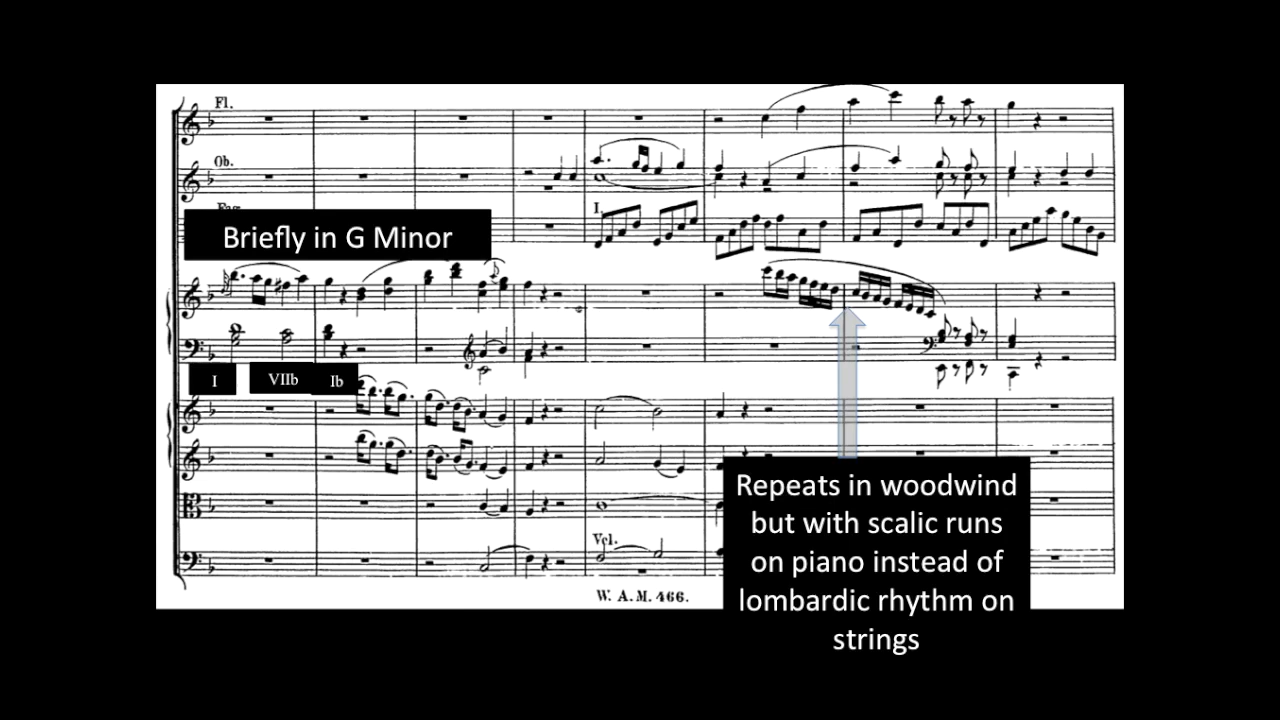 Fl.
Ob.
Fag.
Briefly in G Minor
I.
I
VIIb
Ib
Vcl.
W. A. M. 466.
Repeats in woodwind
but with scalic runs
on piano instead of
lombardic rhythm on
strings